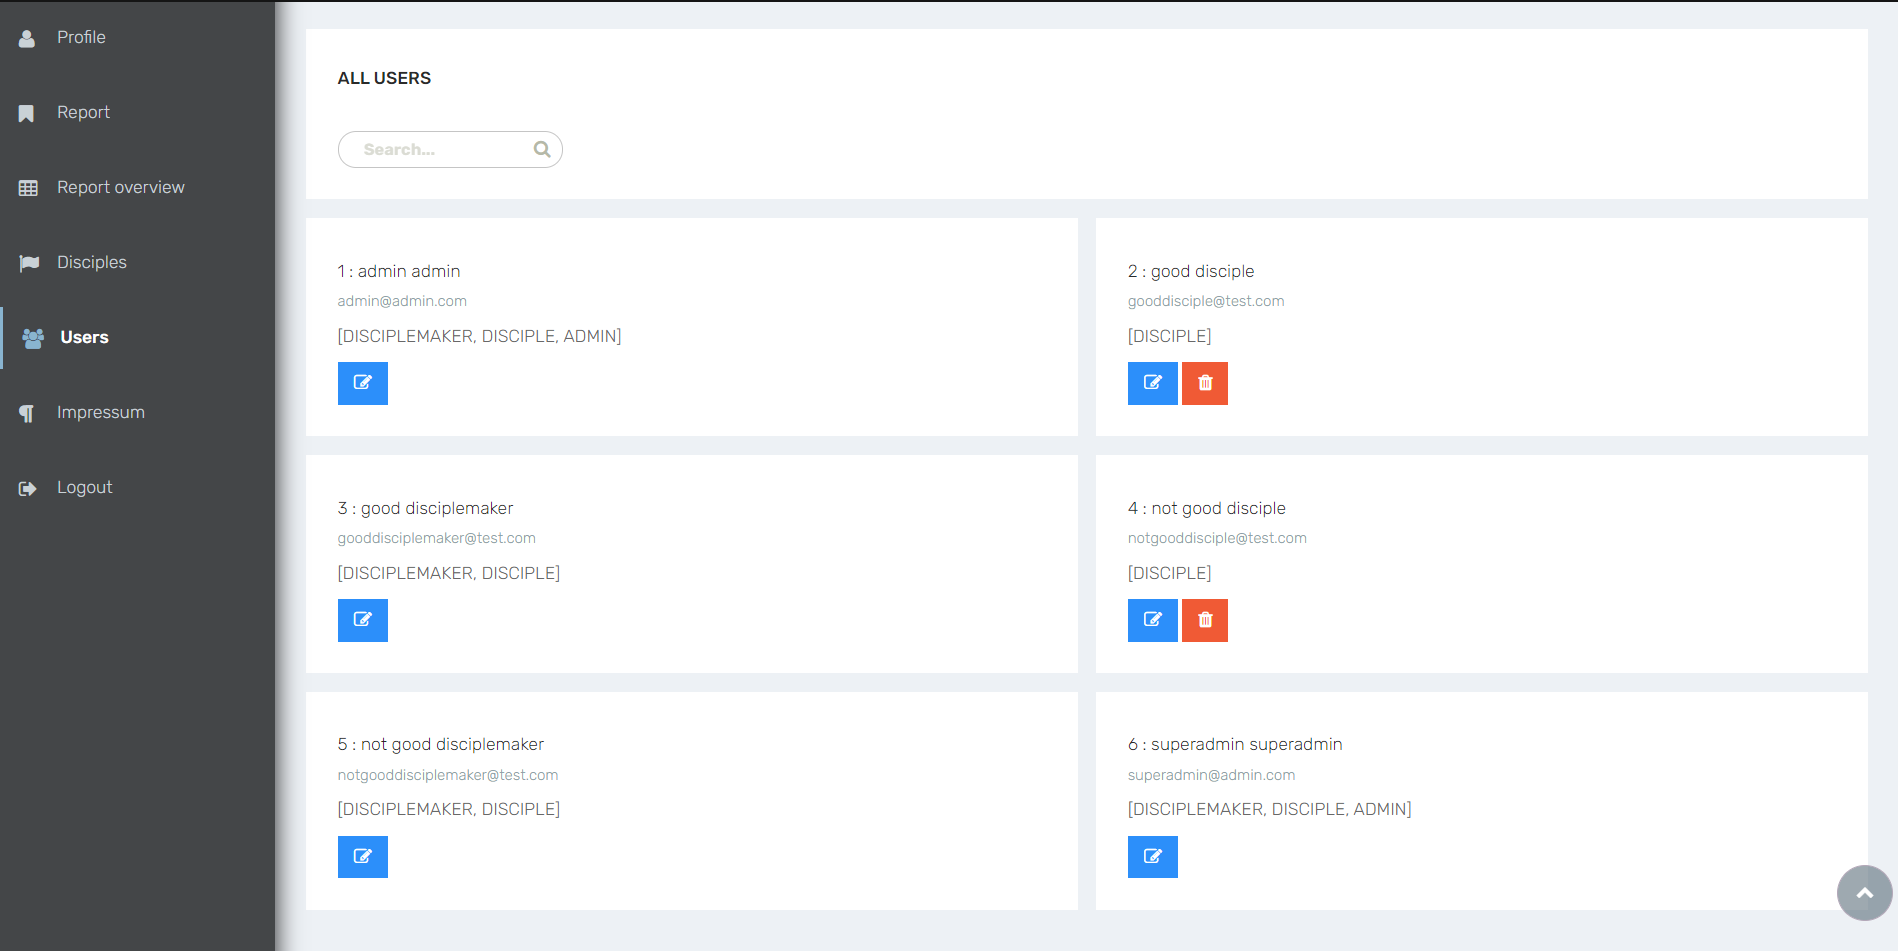 Profile
Report
Report overview
Disciples
Users
Impressum
Logout
ALL USERS
Search...
1 : admin admin
admin@admin.com
[DISCIPLEMAKER, DISCIPLE, ADMIN]
2 : good disciple
gooddisciple@test.com
[DISCIPLE]
3 : good disciplemaker
gooddisciplemaker@test.com
[DISCIPLEMAKER, DISCIPLE]
4 : not good disciple
notgooddisciple@test.com
[DISCIPLE]
5 : not good disciplemaker
notgooddisciplemaker@test.com
[DISCIPLEMAKER, DISCIPLE]
6 : superadmin superadmin
superadmin@admin.com
[DISCIPLEMAKER, DISCIPLE, ADMIN]